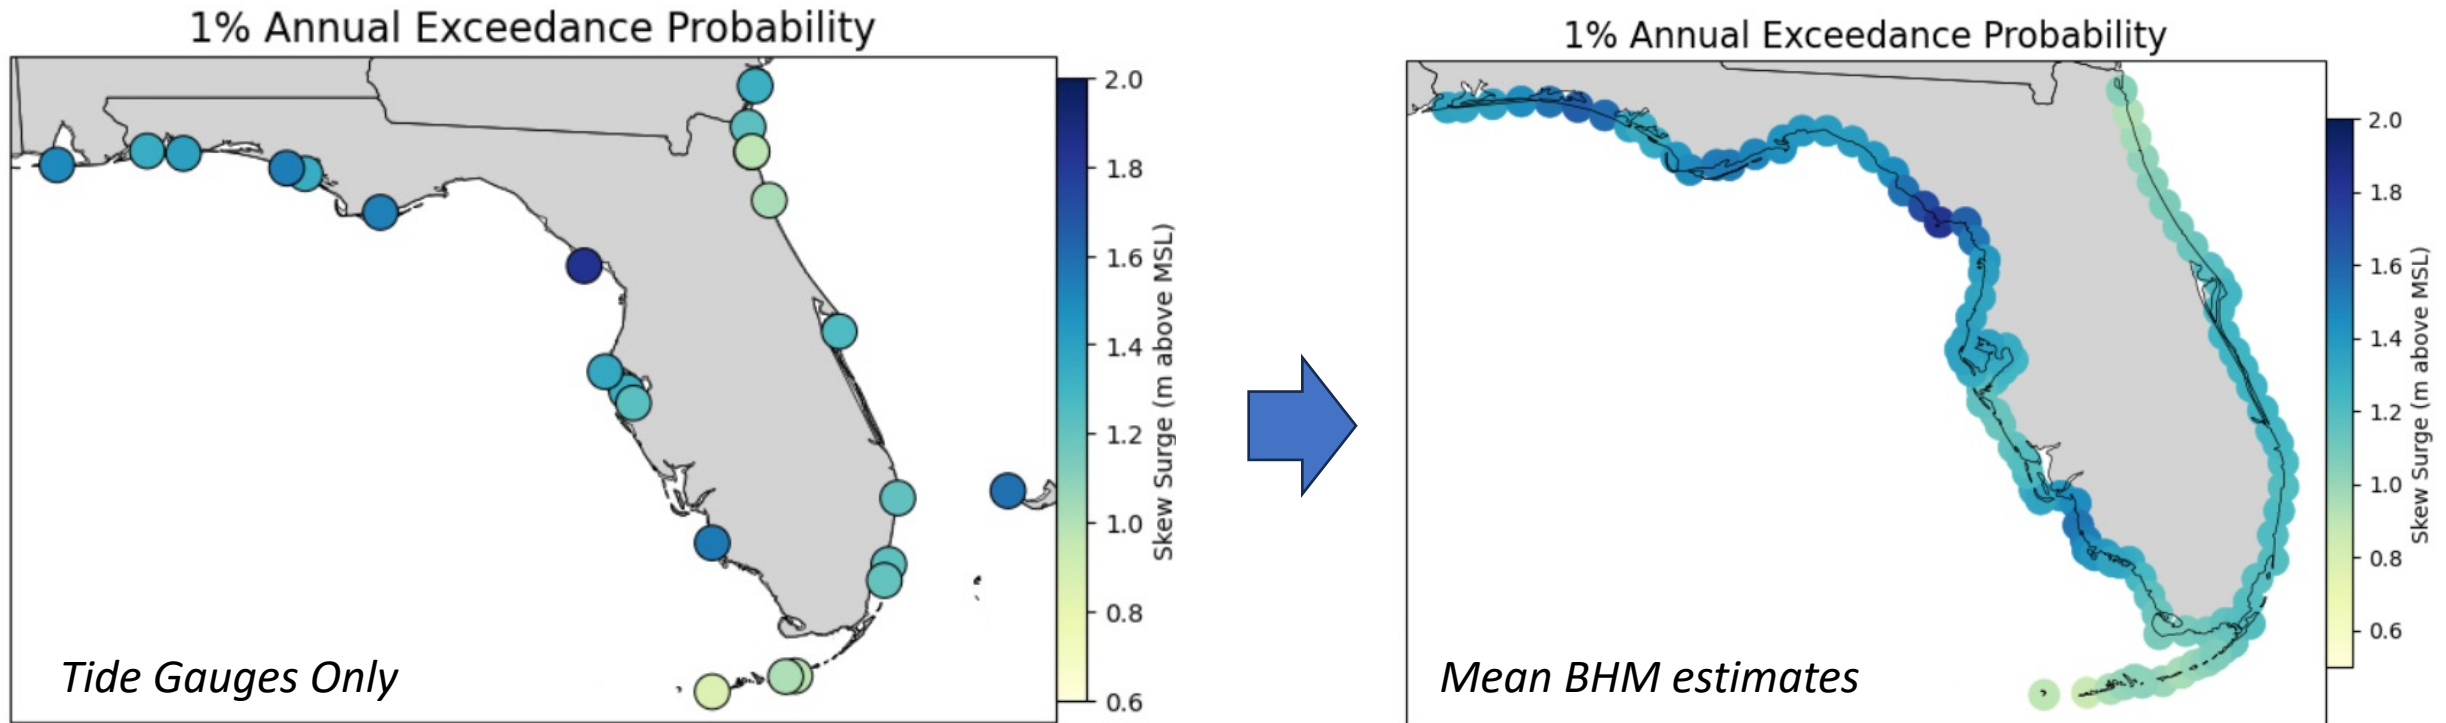 1% Annual Exceedance Probability
2.0
1.8
1.6
1.4
1.2
1.0
0.8
0.6
Skew Surge (m above MSL)
Tide Gauges Only
1% Annual Exceedance Probability
2.0
1.8
1.6
1.4
1.2
1.0
0.8
0.6
Skew Surge (m above MSL)
Mean BHM estimates